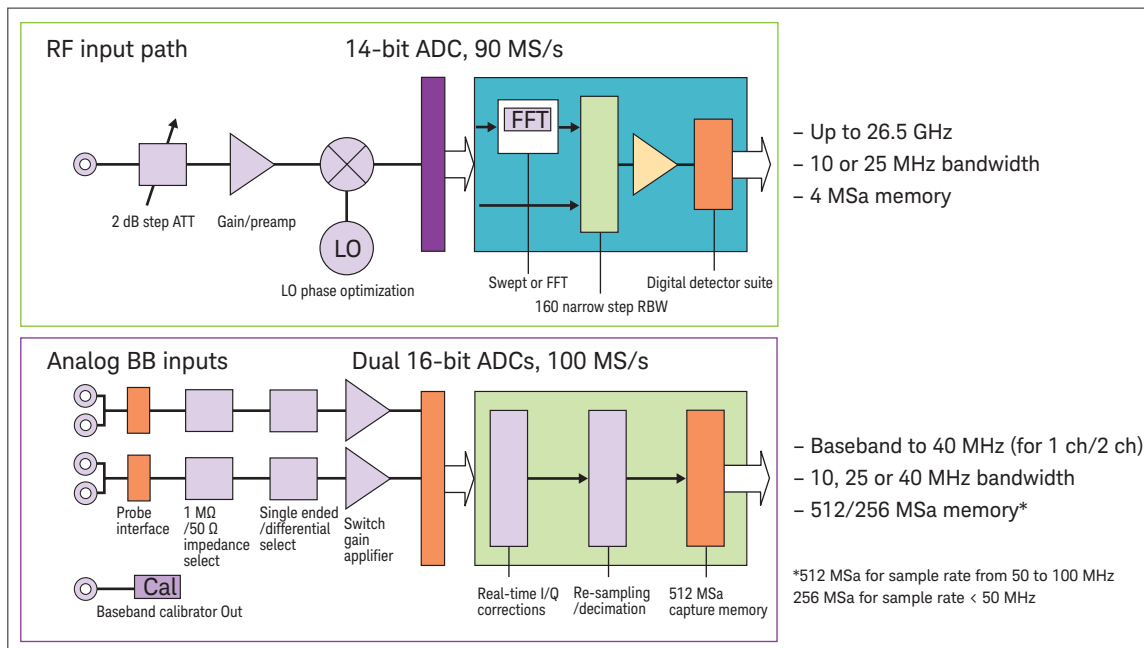 RF input path
14-bit ADC, 90 MS/s
FFT
LO
2 dB step ATT
Gain/preamp
LO phase optimization
Swept or FFT
160 narrow step RBW
Digital detector suite
– Up to 26.5 GHz
– 10 or 25 MHz bandwidth
– 4 MSa memory
Analog BB inputs
Dual 16-bit ADCs, 100 MS/s
Probe
interface
1 MΩ
/50 Ω
impedance
select
Single ended
/differential
select
Switch
gain
applifier
Cal
Baseband calibrator Out
Real-time I/Q
corrections
Re-sampling
/decimation
512 MSa
capture memory
– Baseband to 40 MHz (for 1 ch/2 ch)
– 10, 25 or 40 MHz bandwidth
– 512/256 MSa memory*
*512 MSa for sample rate from 50 to 100 MHz
256 MSa for sample rate < 50 MHz